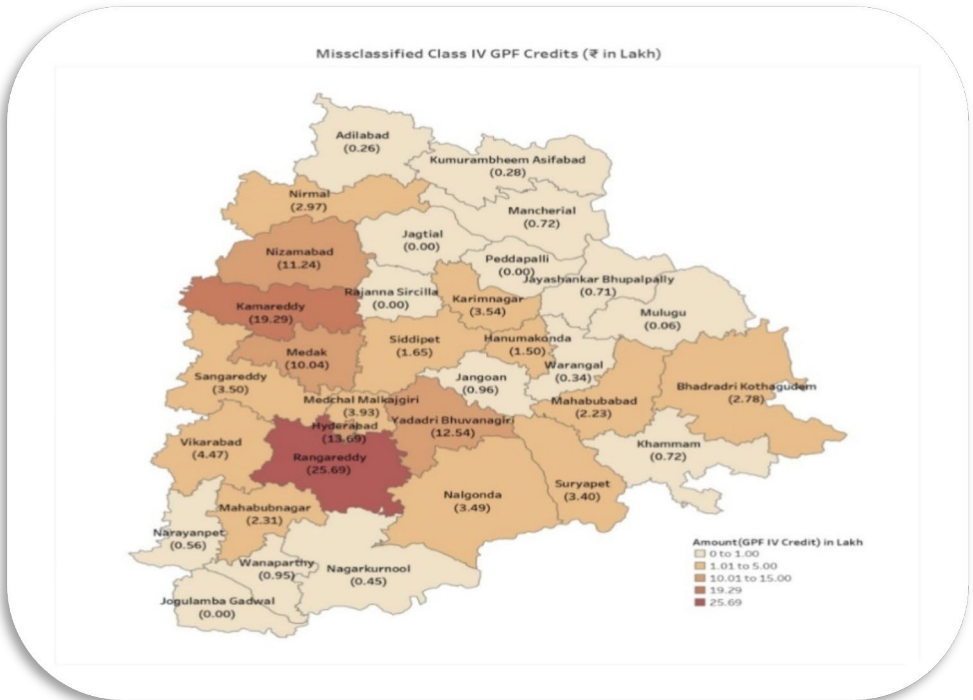 Missclassified Class IV GPF Credits (₹ in Lakh)
Adilabad
(0.26)
Kumurambheem Asifabad
(0.28)
Nirmal
(2.97)
Mancherial
(0.72)
Jagtial
(0.00)
Nizamabad
(11.24)
Peddapalli
(0.00)
Jayashankar Bhupalpally
(0.71)
Rajanna Sircilla
(0.00)
Karimnagar
(3.54)
Kamareddy
(19.29)
Mulugu
(0.06)
Siddipet
(1.65)
Hanumakonda
(1.50)
Medak
(10.04)
Warangal
(0.34)
Sangareddy
(3.50)
Jangoan
(0.96)
Bhadradri Kothagudem
(2.78)
Medchal Malkajgiri
(3.93)
Mahabubabad
(2.23)
Yadadri Bhuvanagiri
(12.54)
Hyderabad
(13.69)
Vikarabad
(4.47)
Khammam
(0.72)
Rangareddy
(25.69)
Suryapet
(3.40)
Nalgonda
(3.49)
Mahabubnagar
(2.31)
Narayanpet
(0.56)
Wanaparthy
(0.95)
Nagarkurnool
(0.45)
Jogulamba Gadwal
(0.00)
Amount(GPF IV Credit) in Lakh
0 to 1.00
1.01 to 5.00
10.01 to 15.00
19.29
25.69